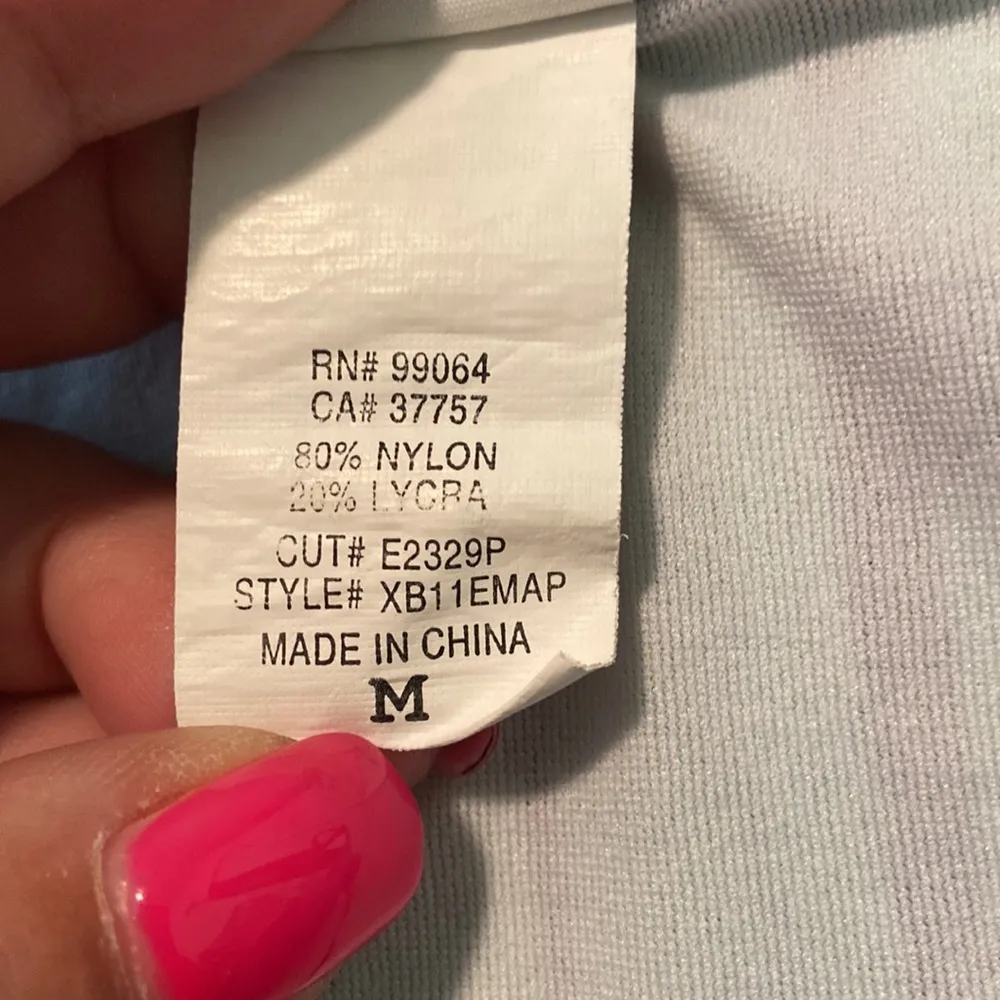 RN# 99064
CA# 37757
80% NYLON
20% LYCRA
CUT# E2329P
STYLE# XB11EMAP
MADE IN CHINA
M